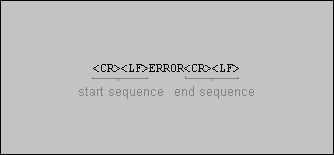 <CR><LF>ERROR<CR><LF>
start sequence end sequence